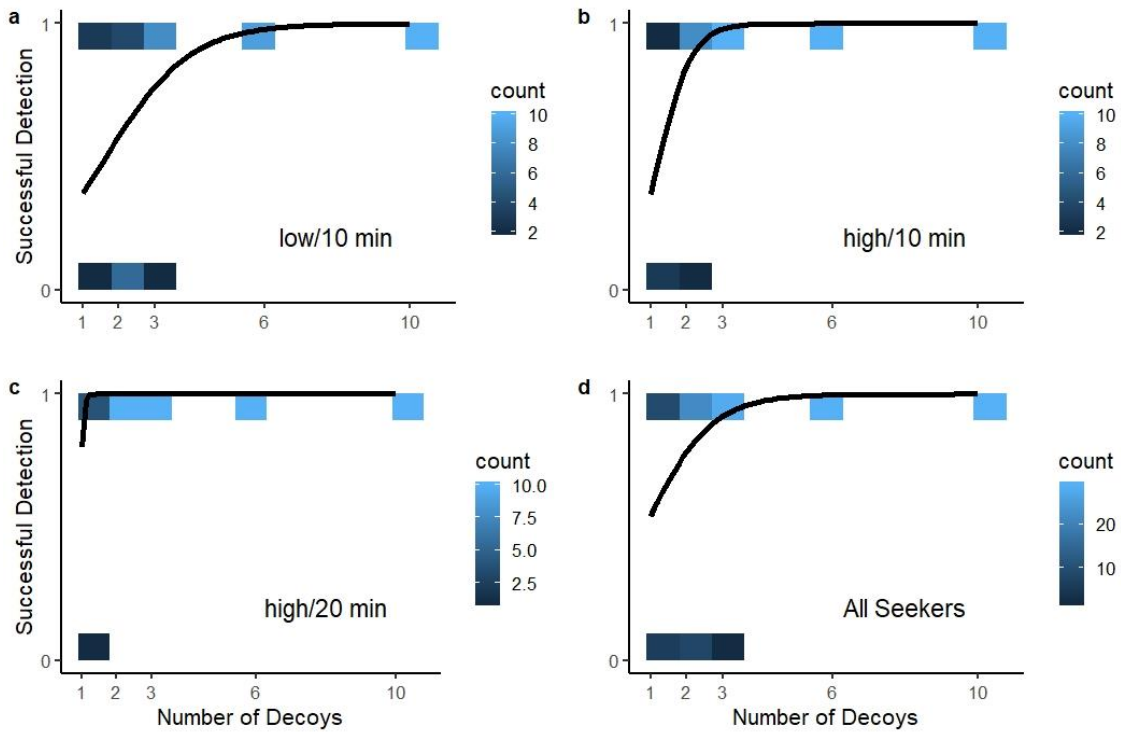 a
1
0
Successful Detection
low/10 min
1 2 3 6 10
count
10
8
6
4
2
b
1
0
high/10 min
1 2 3 6 10
count
10
8
6
4
2
c
1
0
Successful Detection
high/20 min
1 2 3 6 10
Number of Decoys
count
10.0
7.5
5.0
2.5
d
1
0
All Seekers
1 2 3 6 10
Number of Decoys
count
20
10